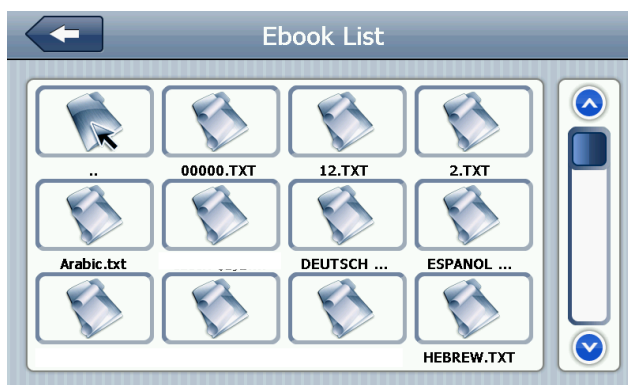 Ebook List
..
00000.TXT
12.TXT
2.TXT
Arabic.txt
DEUTSCH ...
ESPANOL ...
HEBREW.TXT